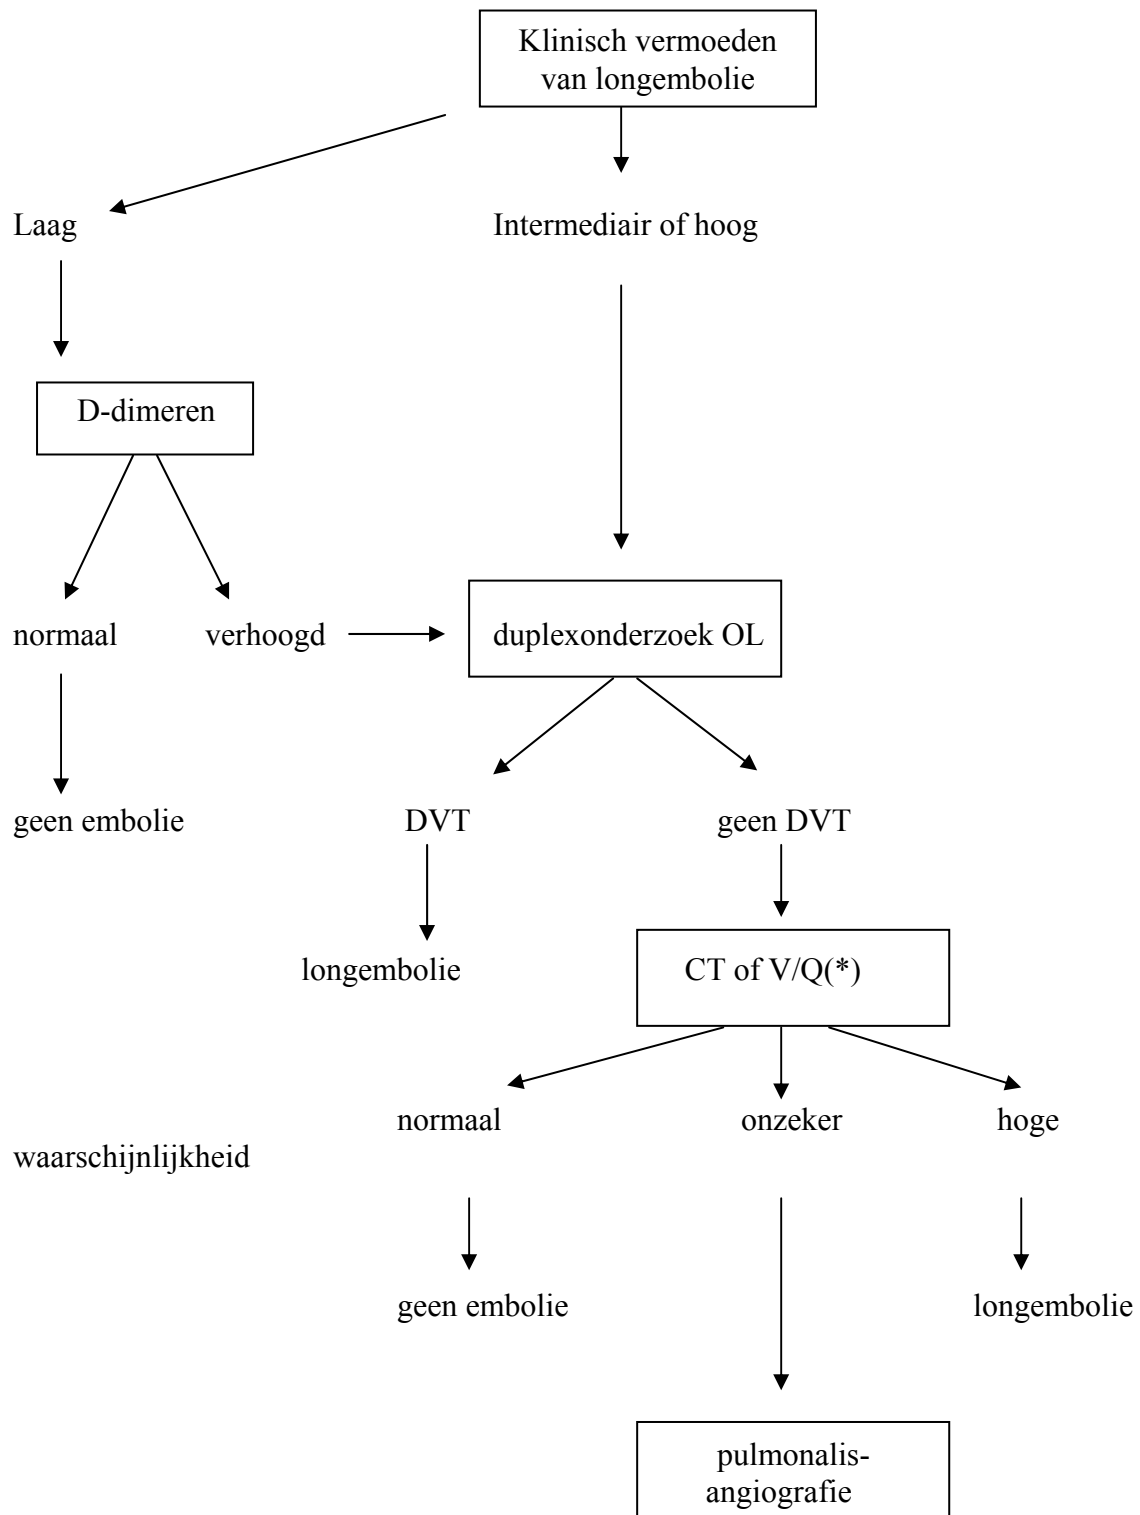 Klinisch vermoeden
van longembolie
Laag
Intermediair of hoog
D-dimeren
normaal
verhoogd
duplexonderzoek OL
geen embolie
DVT
geen DVT
longembolie
CT of V/Q(*)
normaal
onzeker
hoge
waarschijnlijkheid
geen embolie
longembolie
pulmonalis-
angiografie